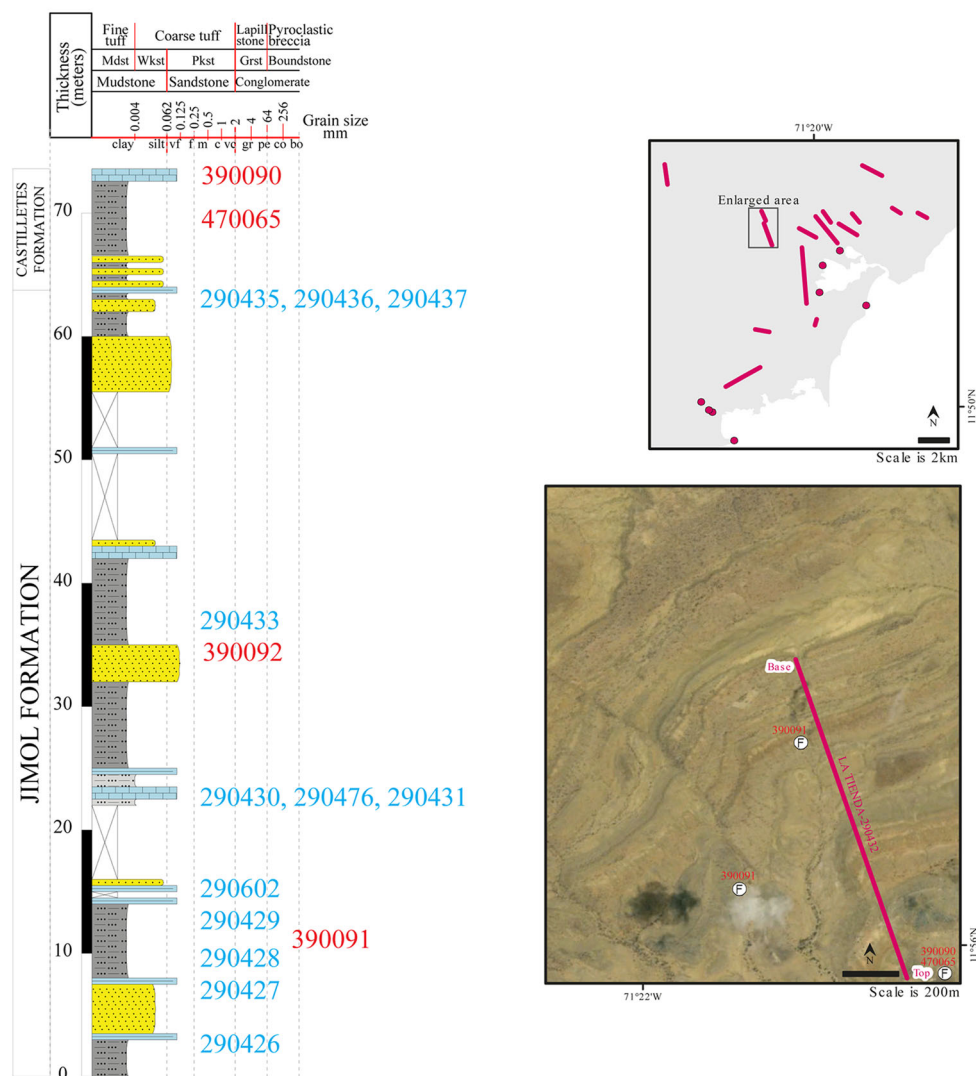 Thickness
(meters)
Fine
tuff
Coarse tuff
Lapill
stone
Pyroclastic
breccia
Mdst
Wkst
Pkst
Grst
Boundstone
Mudstone
Sandstone
Conglomerate
0.004
0.062
0.125
0.25
0.5
1
2
4
64
256
Grain size
mm
clay
silt
vf
f
m
c
vc
gr
pe
co
bo
CASTILLETES
FORMATION
JIMOL FORMATION
70
60
50
40
30
20
10
0
390090
470065
290435, 290436, 290437
290433
390092
290430, 290476, 290431
290602
290429
390091
290428
290427
290426
71°20'W
Enlarged area
11°50'N
N
Scale is 2km
Base
390091
F
LA TIENDA-290432
390091
F
N
390090
470065
F
Top
Scale is 200m
71°22'W
11°51'N